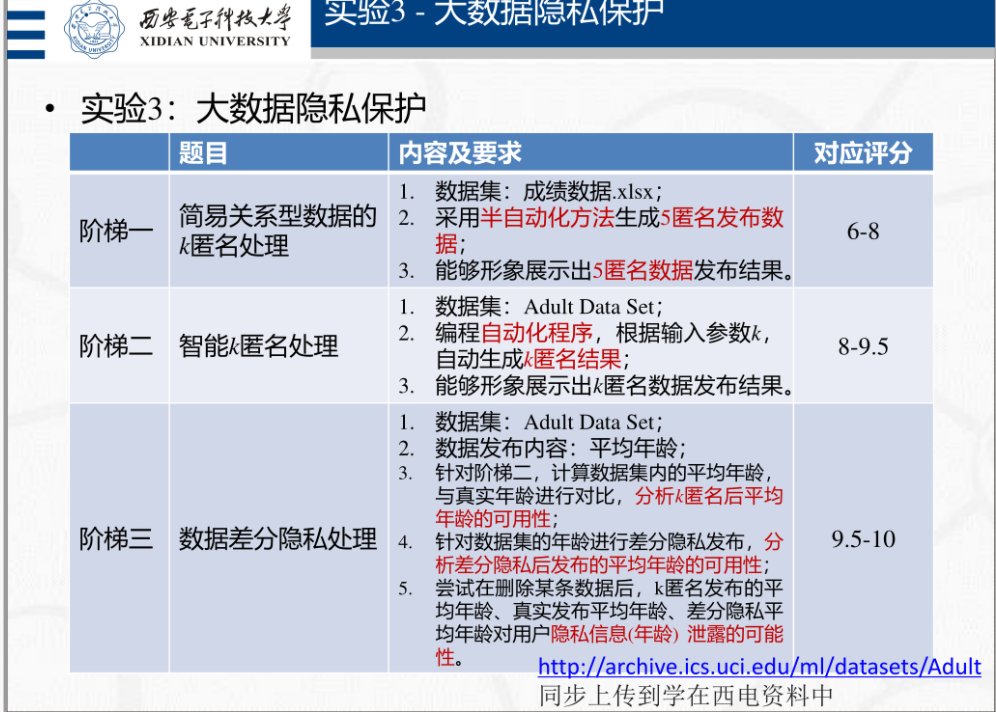 西安电子科技大学
XIDIAN UNIVERSITY
实验3 - 大数据隐私保护
• 实验3：大数据隐私保护
题目 内容及要求 对应评分
阶梯一
简易关系型数据的
k匿名处理
1. 数据集：成绩数据.xlsx；
2. 采用半自动化方法生成5匿名发布数
据；
3. 能够形象展示出5匿名数据发布结果。
6-8
阶梯二
智能k匿名处理
1. 数据集：Adult Data Set；
2. 编程自动化程序，根据输入参数k，
自动生成k匿名结果；
3. 能够形象展示出k匿名数据发布结果。
8-9.5
阶梯三
数据差分隐私处理
1. 数据集：Adult Data Set；
2. 数据发布内容：平均年龄；
3. 针对阶梯二，计算数据集内的平均年龄，
与真实年龄进行对比，分析k匿名后平均
年龄的可用性；
4. 针对数据集的年龄进行差分隐私发布，分
析差分隐私后发布的平均年龄的可用性；
5. 尝试在删除某条数据后，k匿名发布的平
均年龄、真实发布平均年龄、差分隐私平
均年龄对用户隐私信息(年龄) 泄露的可能
性。
9.5-10
http://archive.ics.uci.edu/ml/datasets/Adult
同步上传到学在西电资料中